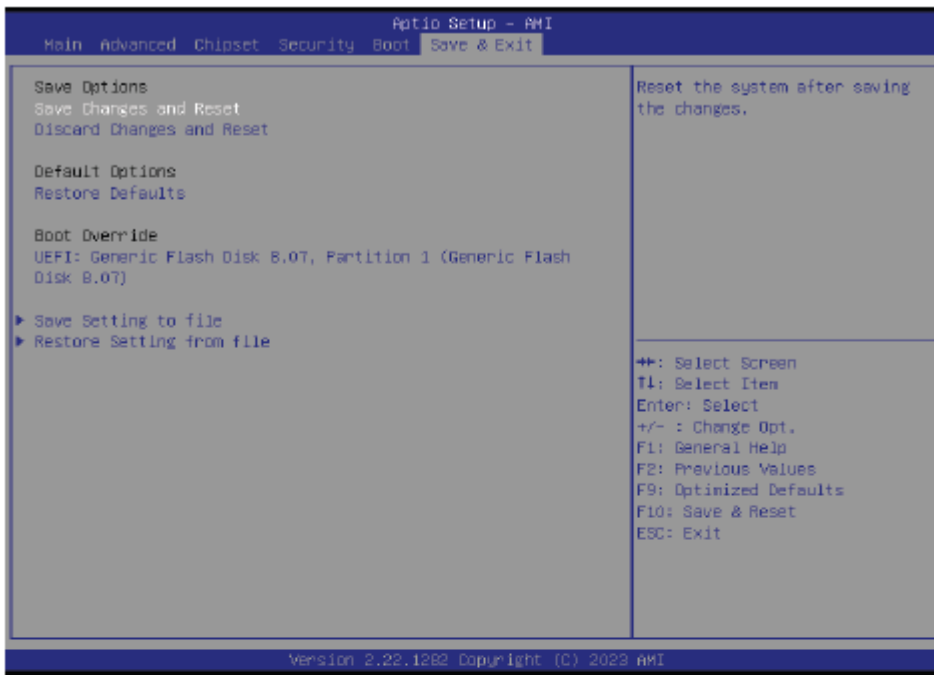 Aptio Setup – AMI
Main Advanced Chipset Security Boot Save & Exit
Save Options
Save Changes and Reset
Discard Changes and Reset
Default Options
Restore Defaults
Boot Override
UEFI: Generic Flash Disk 8.07, Partition 1 (Generic Flash
Disk 8.07)
▶ Save Setting to file
▶ Restore Setting from file
Reset the system after saving
the changes.
→←: Select Screen
↑↓: Select Item
Enter: Select
+/- : Change Opt.
F1: General Help
F2: Previous Values
F9: Optimized Defaults
F10: Save & Reset
ESC: Exit
Version 2.22.1282 Copyright (C) 2023 AMI